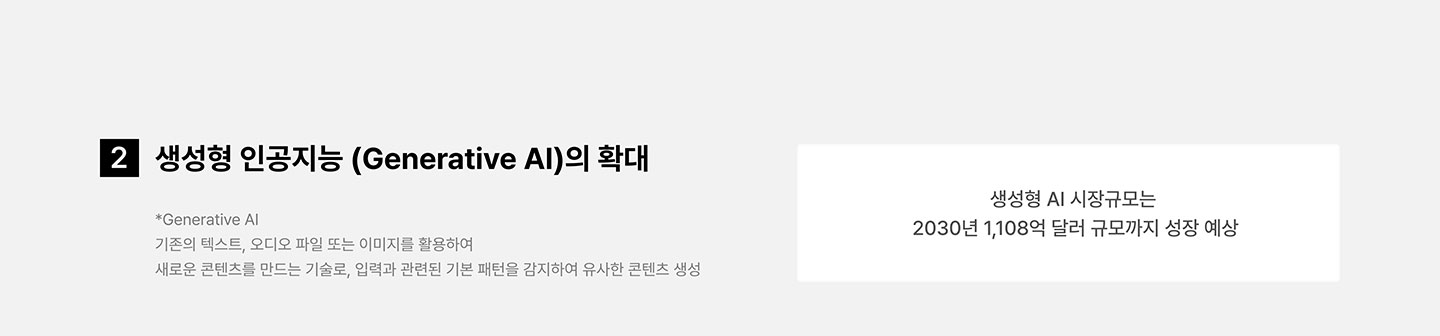 2 생성형 인공지능 (Generative AI)의 확대
*Generative AI
기존의 텍스트, 오디오 파일 또는 이미지를 활용하여
새로운 콘텐츠를 만드는 기술로, 입력과 관련된 기본 패턴을 감지하여 유사한 콘텐츠 생성
생성형 AI 시장규모는
2030년 1,108억 달러 규모까지 성장 예상